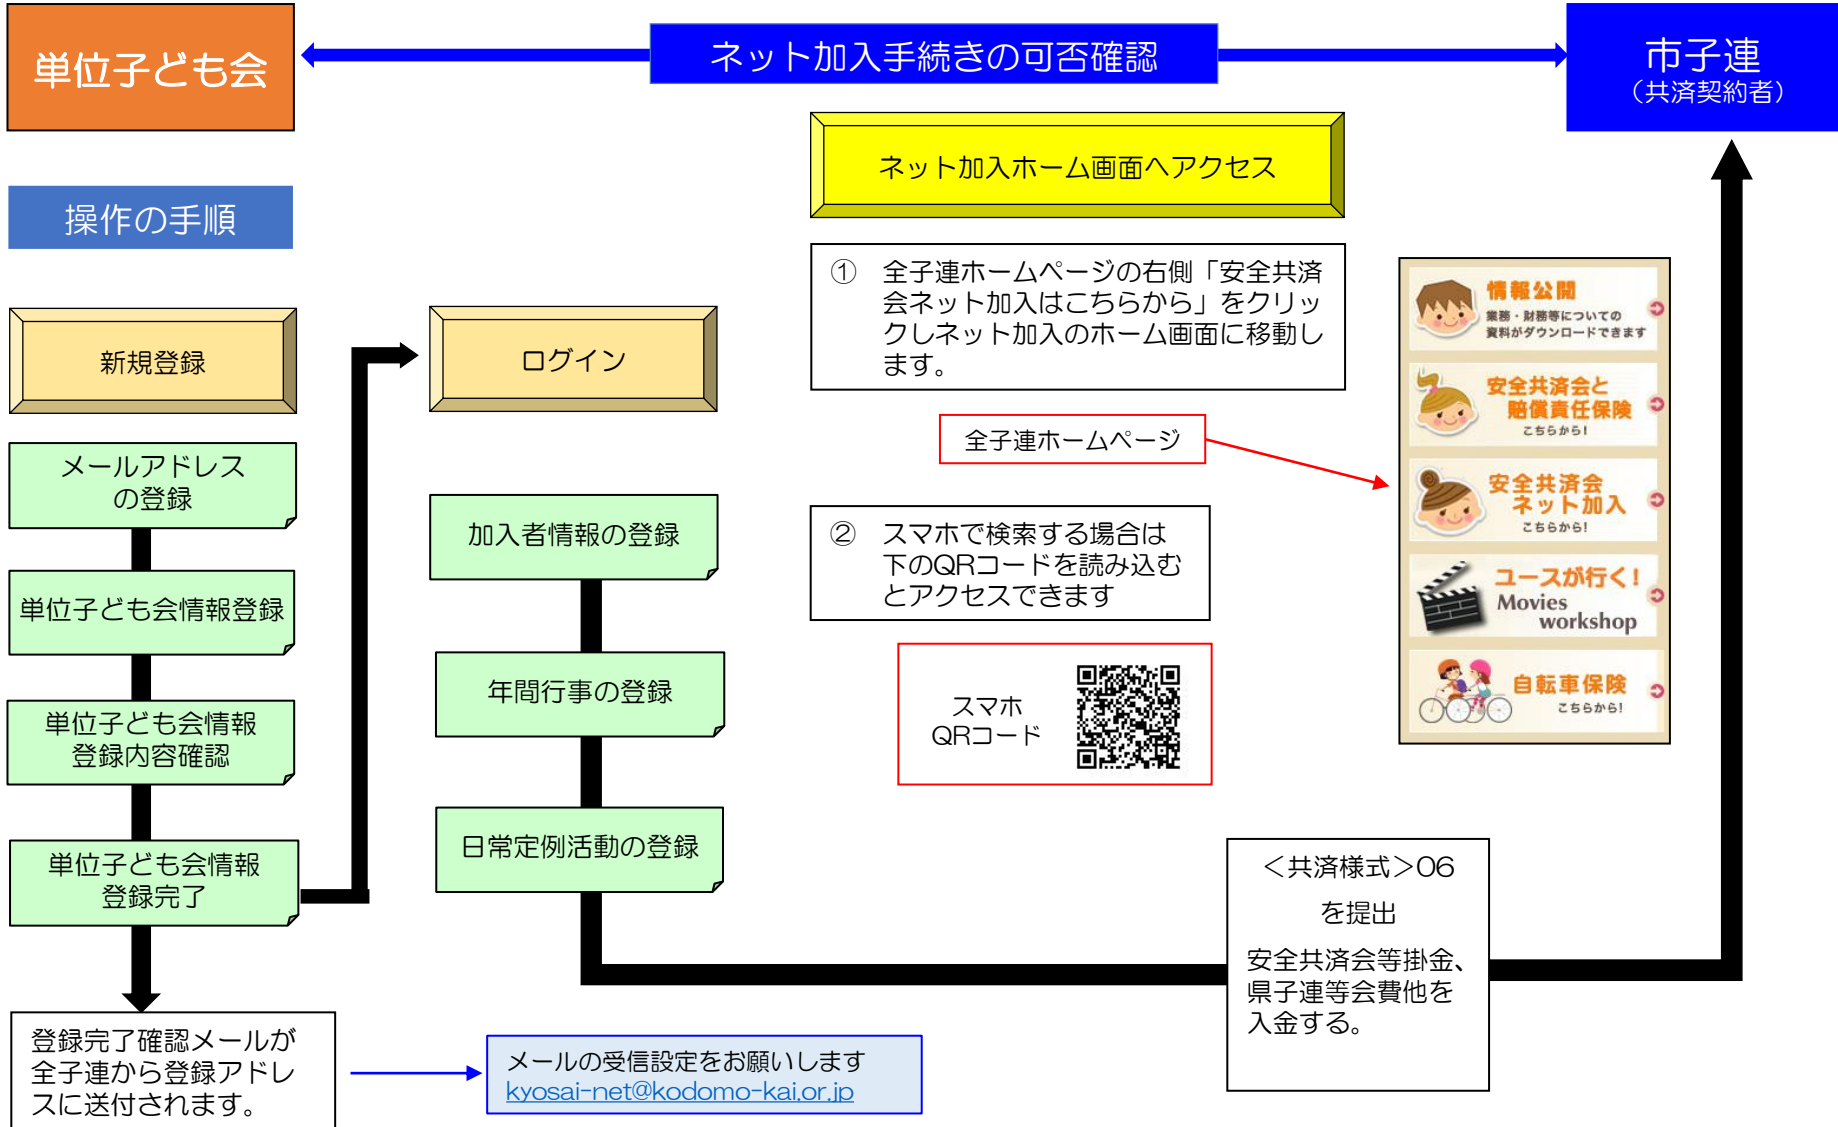 単位子ども会
ネット加入手続きの可否確認
市子連
（共済契約者）
ネット加入ホーム画面へアクセス
操作の手順
① 全子連ホームページの右側「安全共済
会ネット加入はこちらから」をクリッ
クしネット加入のホーム画面に移動し
ます。
新規登録
ログイン
全子連ホームページ
メールアドレス
の登録
単位子ども会情報登録
単位子ども会情報
登録内容確認
単位子ども会情報
登録完了
加入者情報の登録
年間行事の登録
日常定例活動の登録
② スマホで検索する場合は
下のQRコードを読み込む
とアクセスできます
スマホ
QRコード
情報公開
業務・財務等についての
資料がダウンロードできます
安全共済会と
賠償責任保険
こちらから!
安全共済会
ネット加入
こちらから!
ユースが行く!
Movies
workshop
自転車保険
こちらから!
＜共済様式＞06
を提出
安全共済会等掛金、
県子連等会費他を
入金する。
登録完了確認メールが
全子連から登録アドレ
スに送付されます。
メールの受信設定をお願いします
kyosai-net@kodomo-kai.or.jp